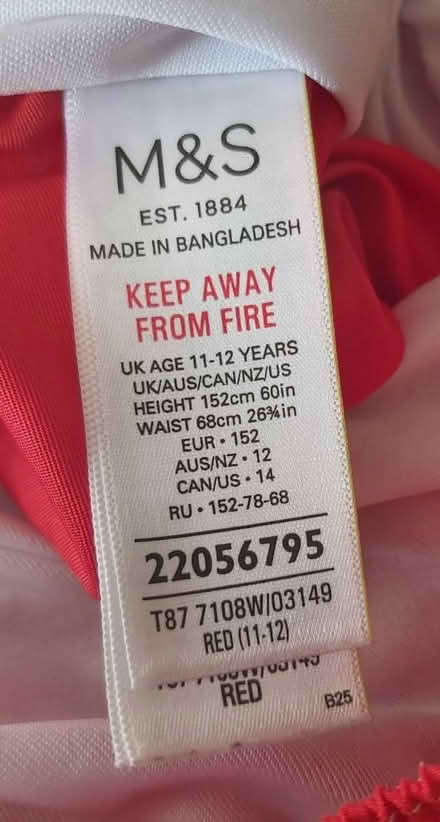 M&S
EST. 1884
MADE IN BANGLADESH
KEEP AWAY
FROM FIRE
UK AGE 11-12 YEARS
UK/AUS/CAN/NZ/US
HEIGHT 152cm 60in
WAIST 68cm 26¾in
EUR • 152
AUS/NZ • 12
CAN/US • 14
RU • 152-78-68
22056795
T87 7108W/03149
RED (11-12)
RED
B25